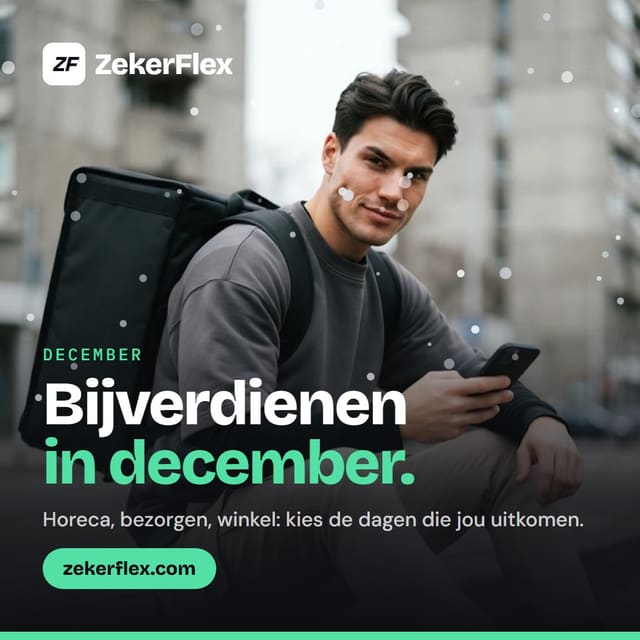 ZF ZekerFlex
DECEMBER
Bijverdienen
in december.
Horeca, bezorgen, winkel: kies de dagen die jou uitkomen.
zekerflex.com